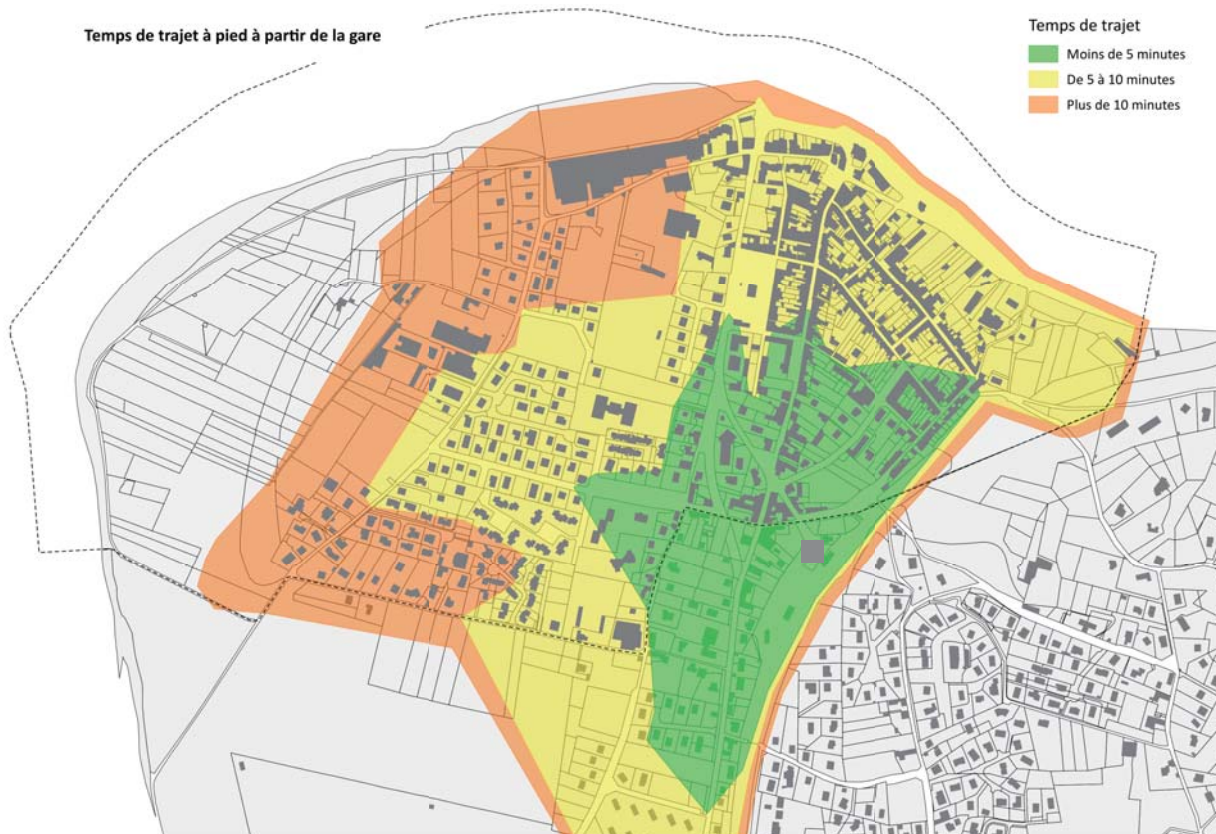 Temps de trajet à pied à partir de la gare
Temps de trajet
Moins de 5 minutes
De 5 à 10 minutes
Plus de 10 minutes